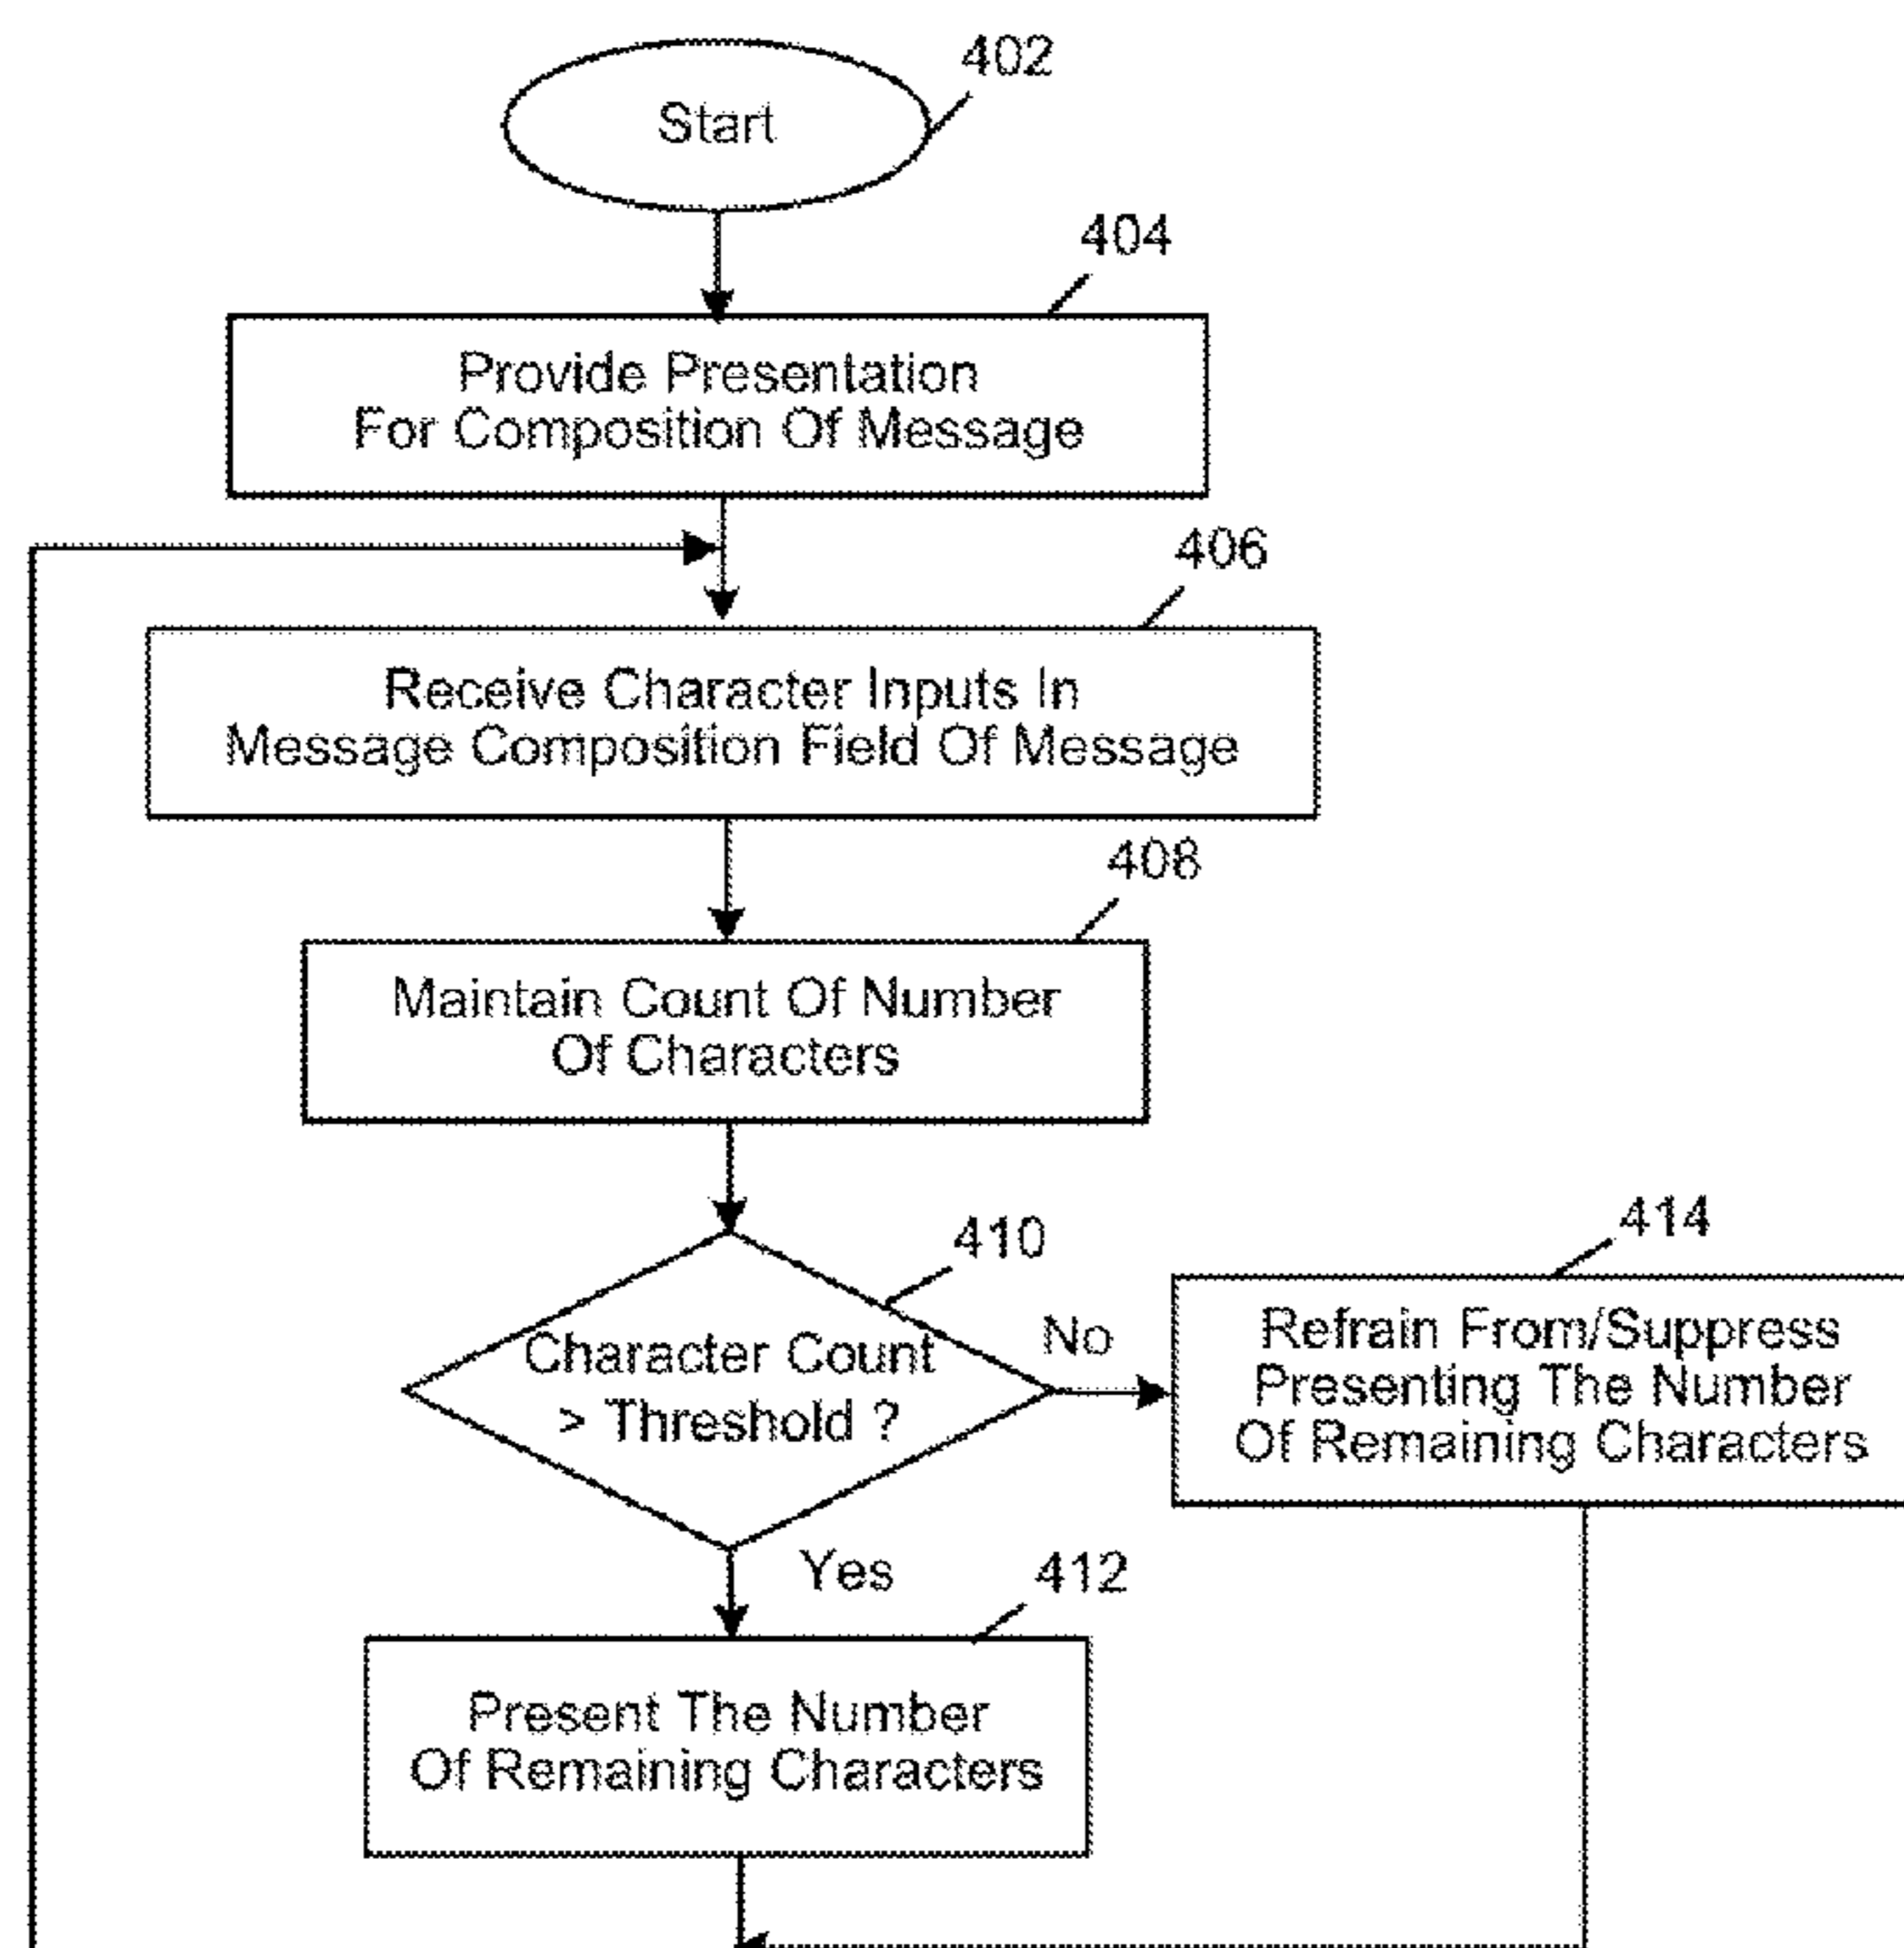 402
Start
404
Provide Presentation
For Composition Of Message
406
Receive Character Inputs In
Message Composition Field Of Message
408
Maintain Count Of Number
Of Characters
410
Character Count
> Threshold ?
No
414
Refrain From/Suppress
Presenting The Number
Of Remaining Characters
Yes
412
Present The Number
Of Remaining Characters